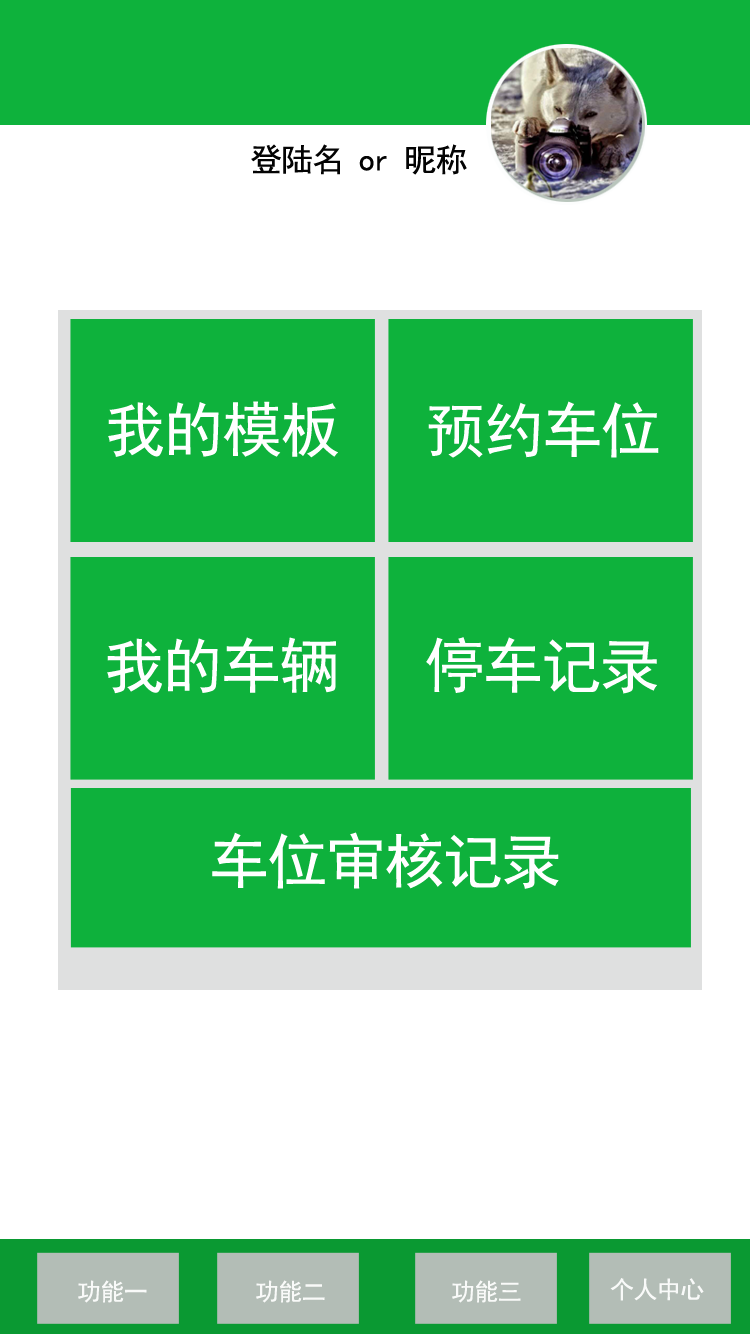 登陆名 or 昵称
我的模板
预约车位
我的车辆
停车记录
车位审核记录
功能一
功能二
功能三
个人中心